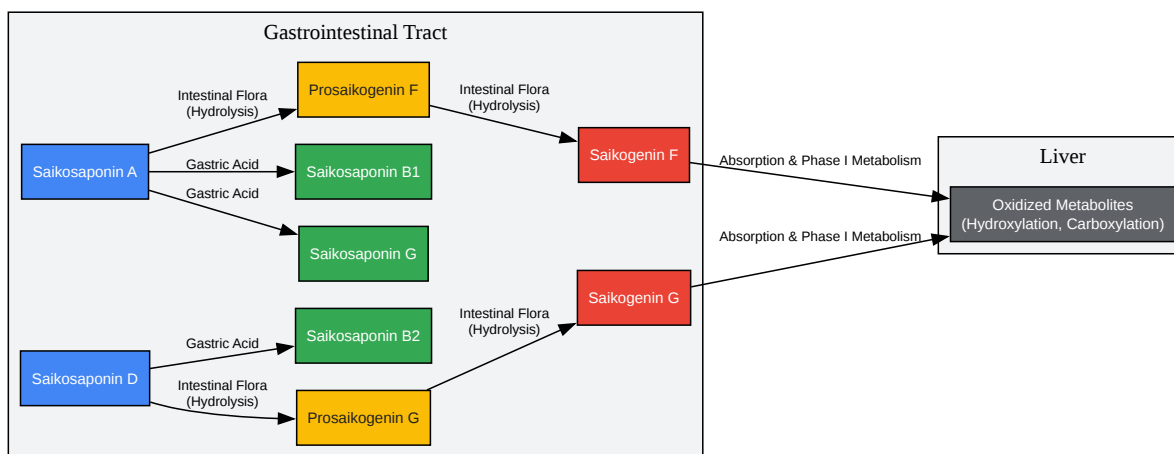 Gastrointestinal Tract
Intestinal Flora
(Hydrolysis)
Prosaikogenin F
Intestinal Flora
(Hydrolysis)
Saikosaponin A
Gastric Acid
Saikosaponin B1
Gastric Acid
Saikosaponin G
Saikogenin F
Absorption & Phase I Metabolism
Liver
Oxidized Metabolites
(Hydroxylation, Carboxylation)
Absorption & Phase I Metabolism
Saikogenin G
Intestinal Flora
(Hydrolysis)
Saikosaponin B2
Gastric Acid
Saikosaponin D
Intestinal Flora
(Hydrolysis)
Prosaikogenin G